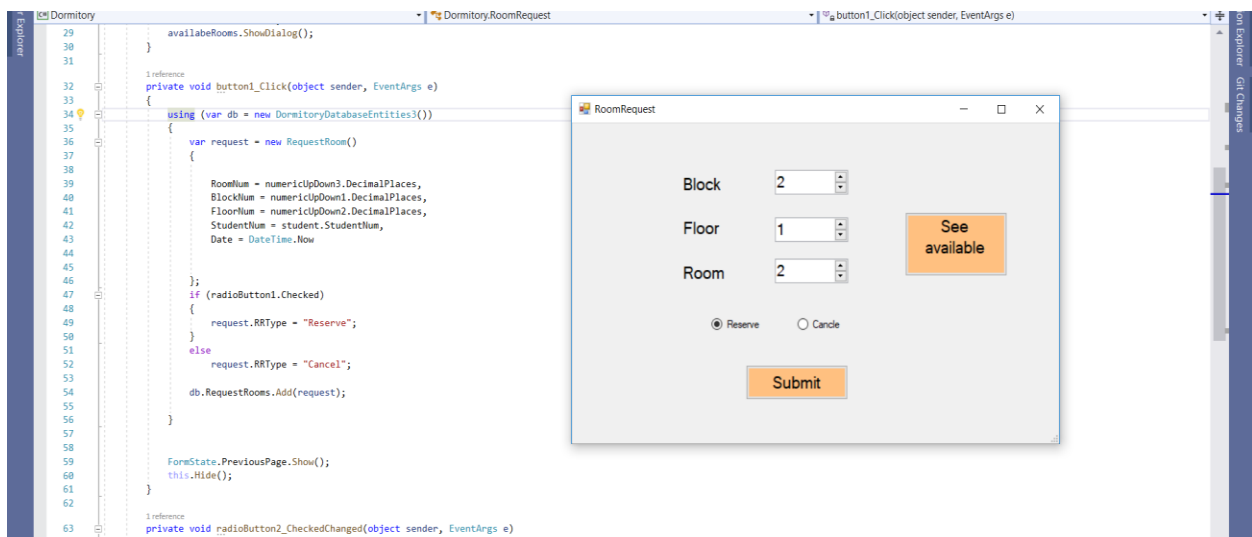 r Explorer
C# Dormitory
Dormitory.RoomRequest
button1_Click(object sender, EventArgs e)
29 availabeRooms.ShowDialog();
30 }
31
1 reference
32 private void button1_Click(object sender, EventArgs e)
33 {
34 using (var db = new DormitoryDatabaseEntities3())
35 {
36 var request = new RequestRoom()
37 {
38
39 RoomNum = numericUpDown3.DecimalPlaces,
40 BlockNum = numericUpDown1.DecimalPlaces,
41 FloorNum = numericUpDown2.DecimalPlaces,
42 StudentNum = student.StudentNum,
43 Date = DateTime.Now
44
45
46 };
47 if (radioButton1.Checked)
48 {
49 request.RRType = "Reserve";
50 }
51 else
52 request.RRType = "Cancel";
53
54 db.RequestRooms.Add(request);
55
56 }
57
58
59 FormState.PreviousPage.Show();
60 this.Hide();
61 }
62
1 reference
63 private void radioButton2_CheckedChanged(object sender, EventArgs e)
RoomRequest
Block 2
Floor 1
Room 2
See
available
Reserve Cancle
Submit
on Explorer
Git Changes